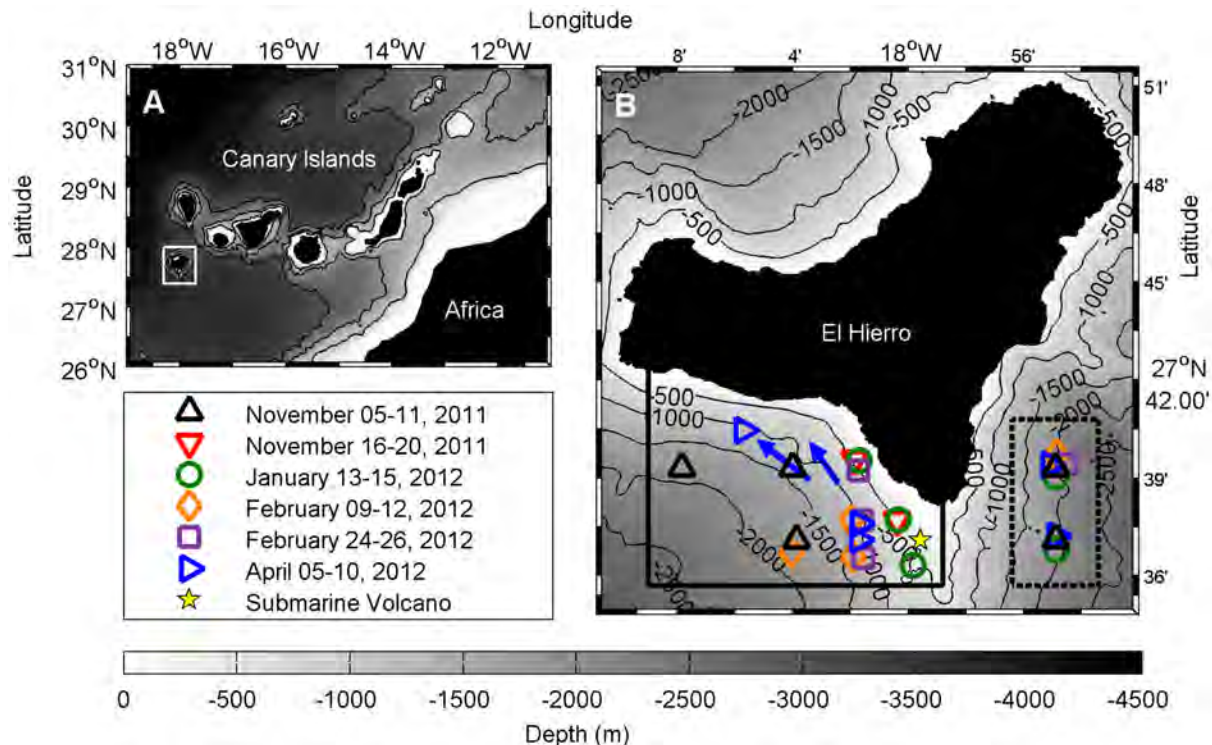 Longitude
18°W 16°W 14°W 12°W
8' 4' 18°W 56'
31°N
30°N
29°N
28°N
27°N
26°N
Latitude
A
Canary Islands
Africa
B
-2500
-2000
-1500
-1000
-500
-1000
-500
-500
-500
-1000
-1500
-2000
-2500
El Hierro
-500
-1000
-1500
-2000
-2000
-500
-500
-1000
51'
48'
45'
27°N
42.00'
39'
36'
Latitude
November 05-11, 2011
November 16-20, 2011
January 13-15, 2012
February 09-12, 2012
February 24-26, 2012
April 05-10, 2012
Submarine Volcano
0 -500 -1000 -1500 -2000 -2500 -3000 -3500 -4000 -4500
Depth (m)